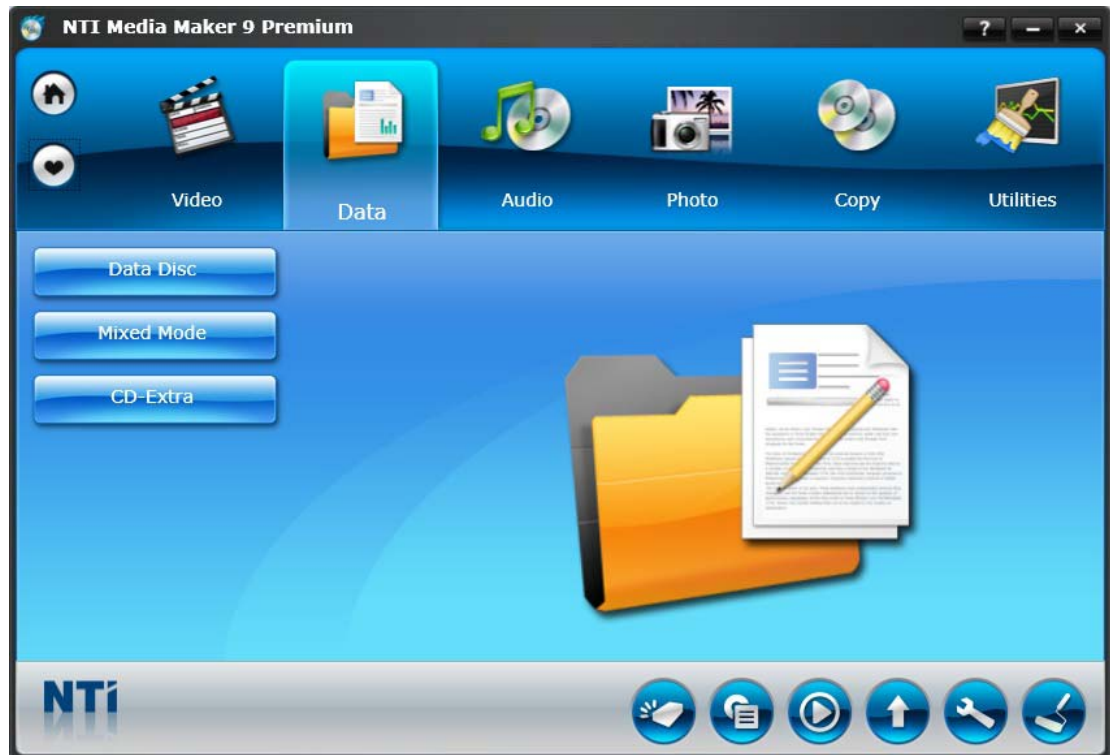 NTI Media Maker 9 Premium
?
Video
Data
Audio
Photo
Copy
Utilities
Data Disc
Mixed Mode
CD-Extra
NTi